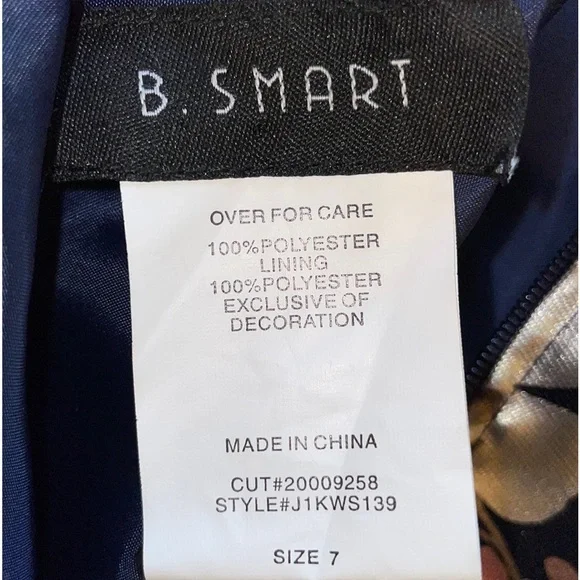 B. SMART
OVER FOR CARE
100%POLYESTER
LINING
100%POLYESTER
EXCLUSIVE OF
DECORATION
MADE IN CHINA
CUT#20009258
STYLE#J1KWS139
SIZE 7